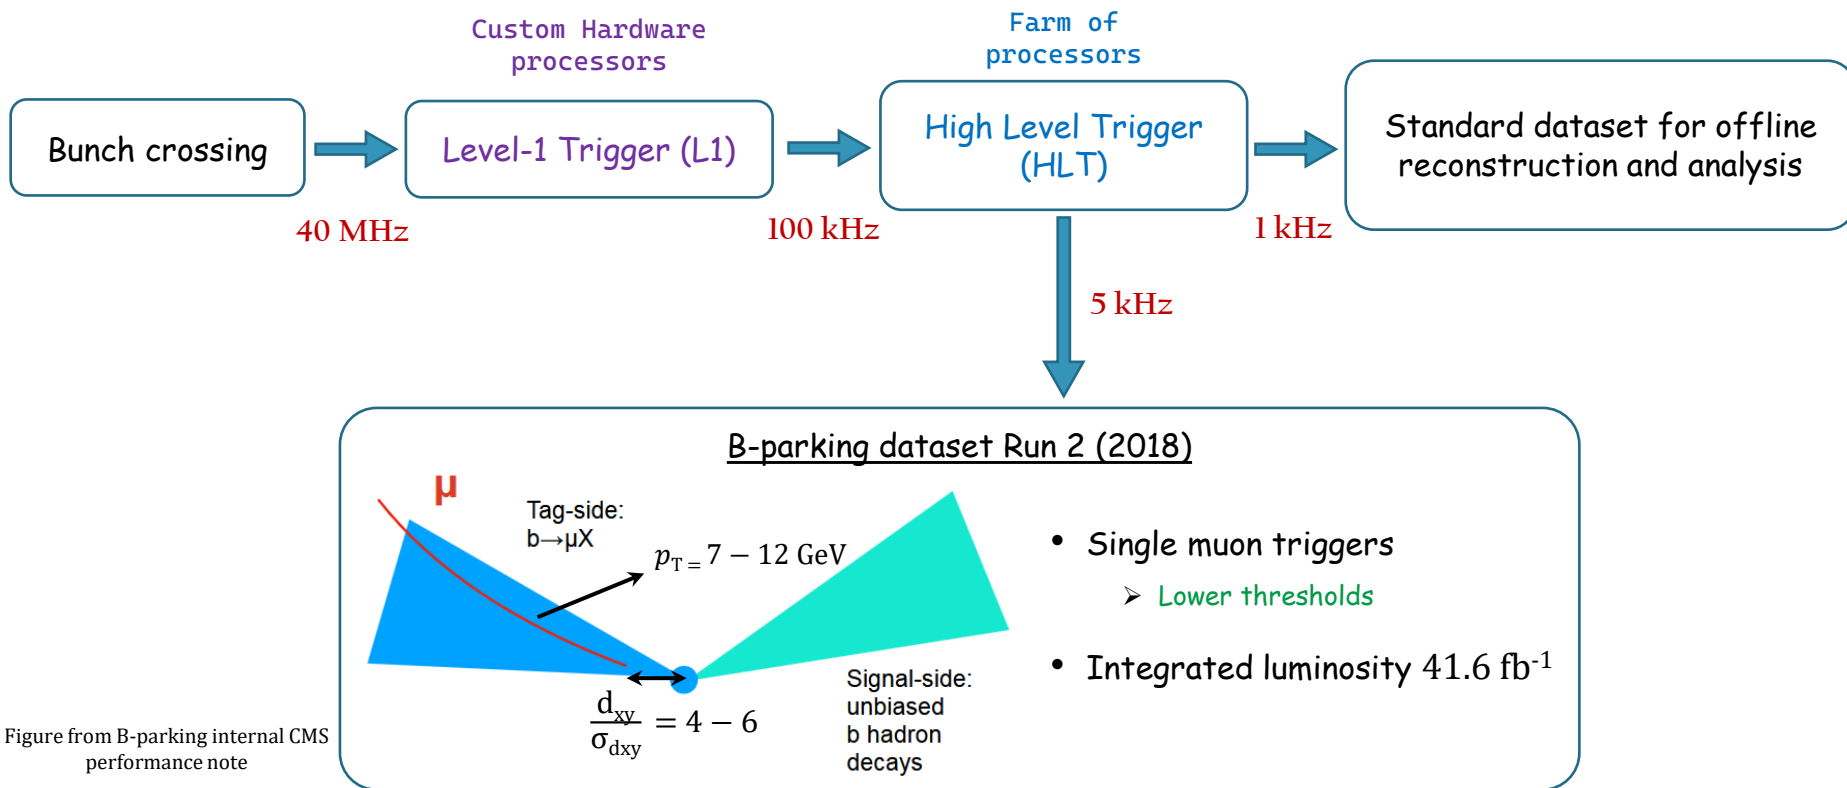 Custom Hardware
processors
Farm of
processors
Bunch crossing
Level-1 Trigger (L1)
High Level Trigger
(HLT)
Standard dataset for offline
reconstruction and analysis
40 MHz
100 kHz
1 kHz
5 kHz
B-parking dataset Run 2 (2018)
μ
Tag-side:
b→μX
p_T = 7 − 12 GeV
d_xy / σ_dxy = 4 − 6
Signal-side:
unbiased
b hadron
decays
• Single muon triggers
➢ Lower thresholds
• Integrated luminosity 41.6 fb⁻¹
Figure from B-parking internal CMS
performance note